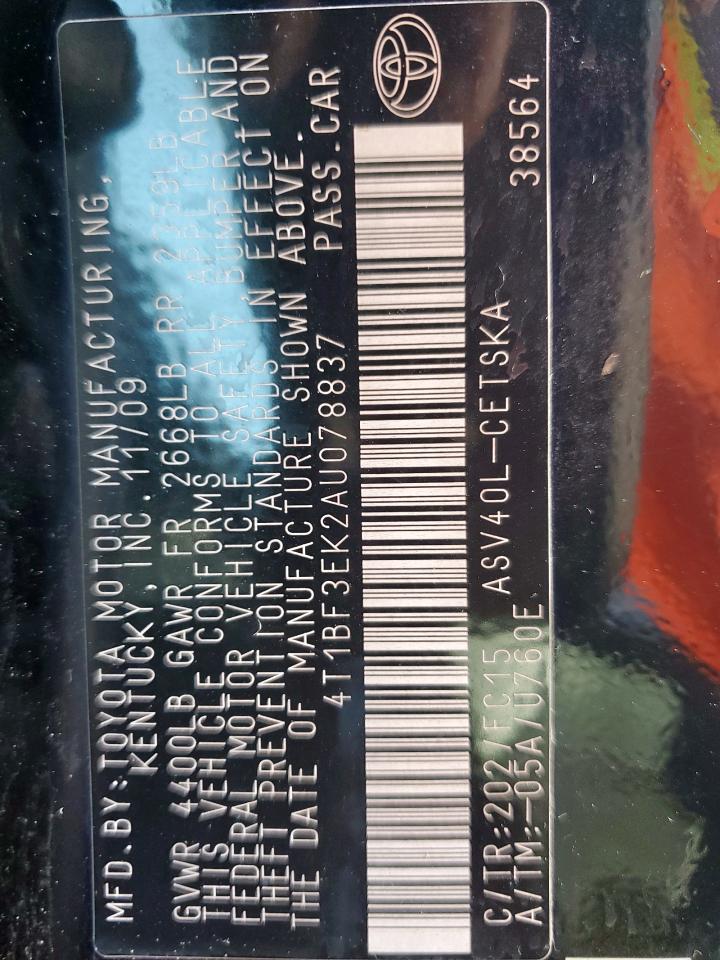 MFD.BY:TOYOTA MOTOR MANUFACTURING,
KENTUCKY,INC. 11/09
GVWR 4400LB GAWR FR 2668LB RR 2359LB
THIS VEHICLE CONFORMS TO ALL APPLICABLE
FEDERAL MOTOR VEHICLE SAFETY,BUMPER,AND
THEFT PREVENTION STANDARDS IN EFFECT ON
THE DATE OF MANUFACTURE SHOWN ABOVE.
4T1BF3EK2AU078837 PASS.CAR
C/TR:202/FC15 ASV40L-CETSKA 38564
A/TM:-05A/U760E